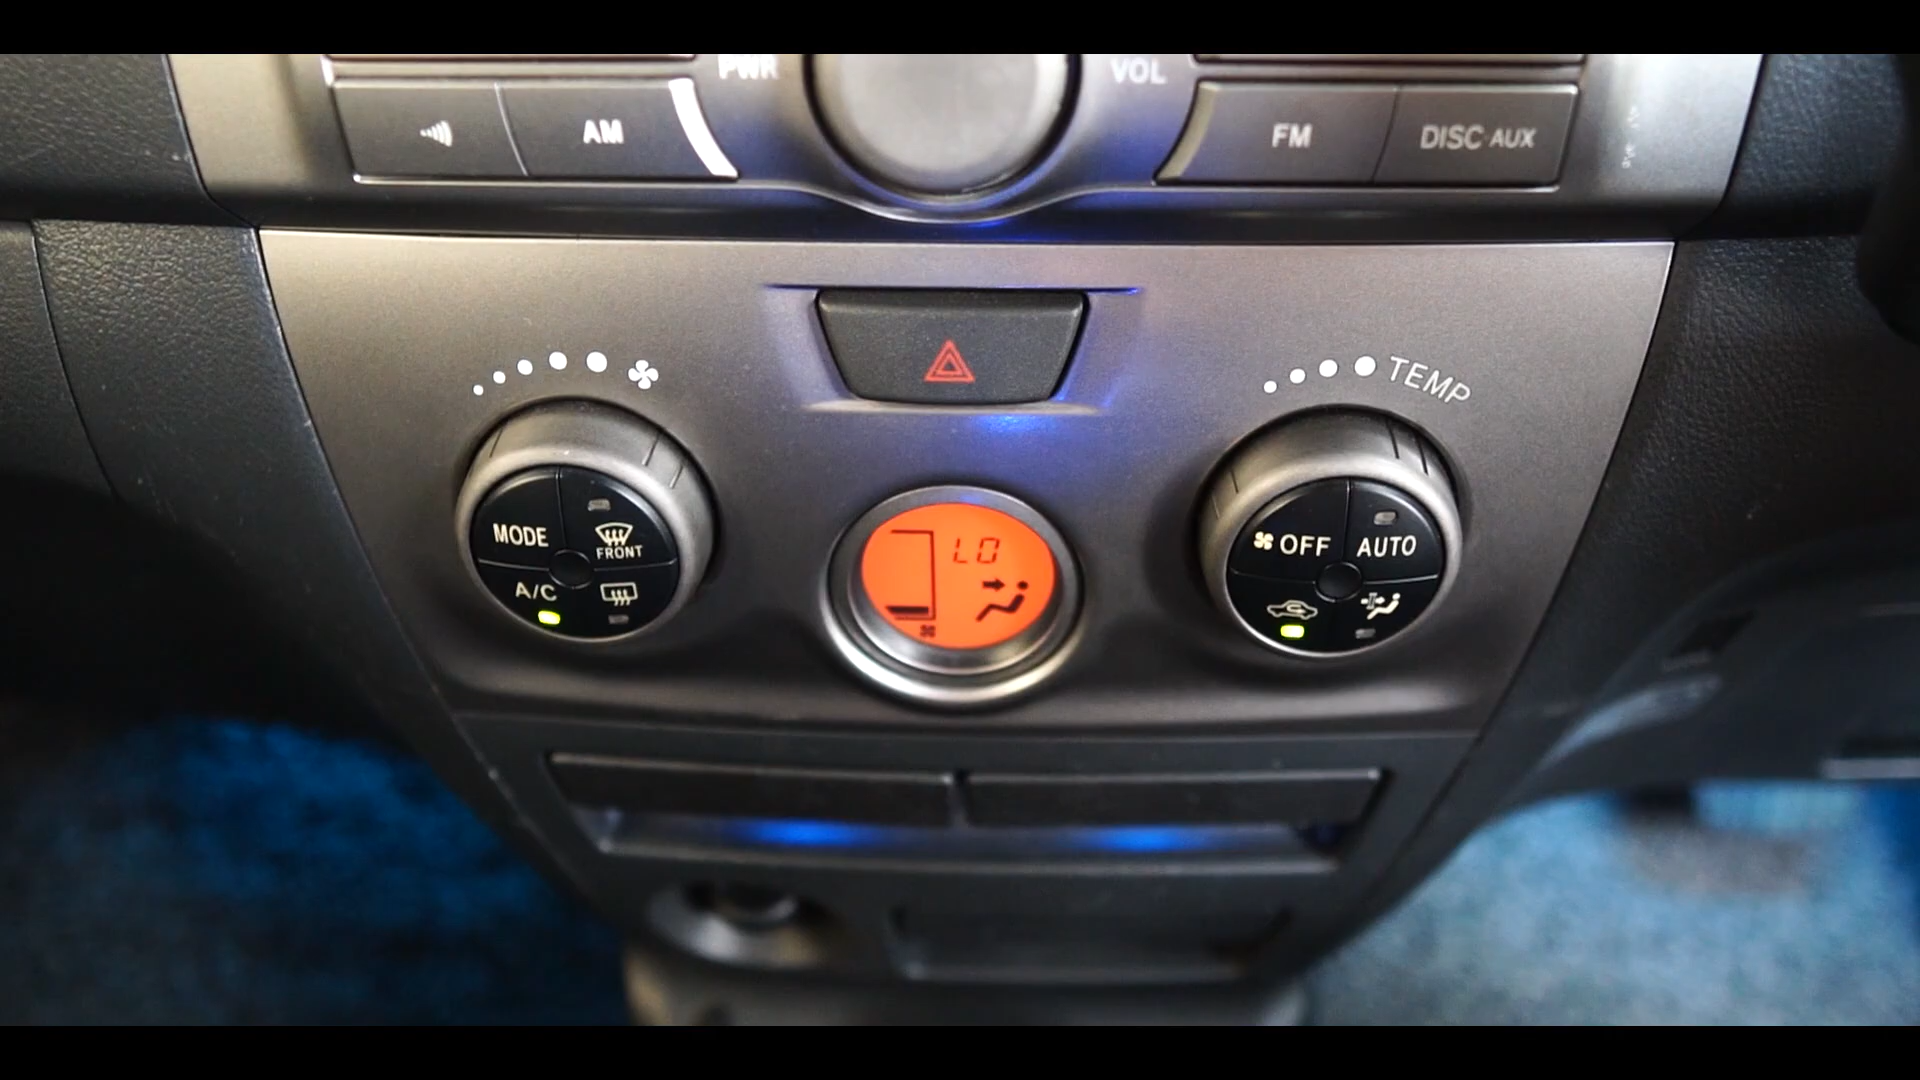 PWR
VOL
AM
FM
DISC·AUX
TEMP
MODE
FRONT
A/C
LO
OFF
AUTO